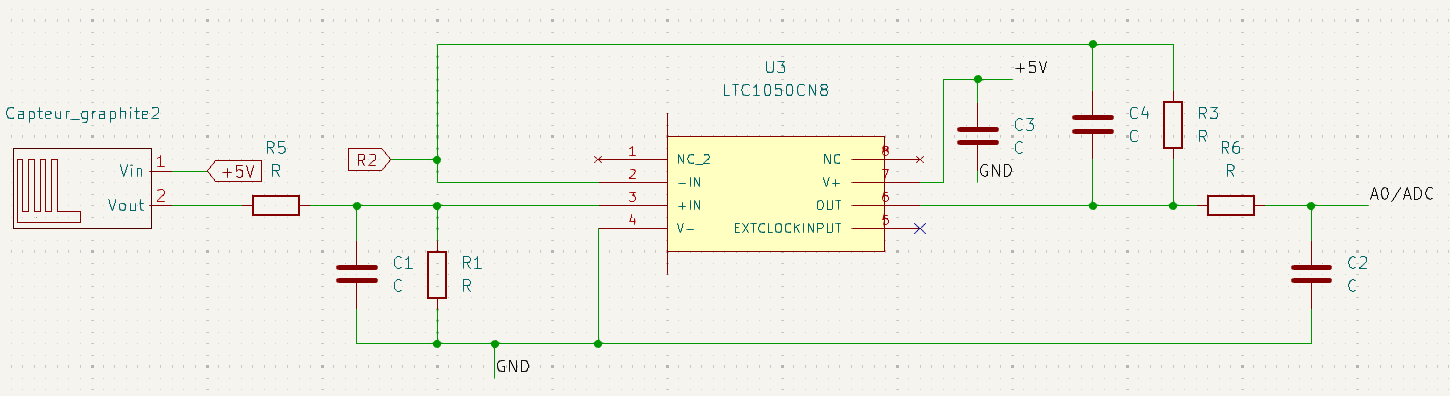 U3
LTC1050CN8
+5V
Capteur_graphite2
C3
C
C4
C
R3
R
R5
R
R6
R
Vin
1
+5V
R2
1
NC_2
NC
8
GND
2
-IN
V+
7
Vout
2
3
+IN
OUT
6
A0/ADC
4
V-
EXTCLOCKINPUT
5
C1
C
R1
R
C2
C
GND